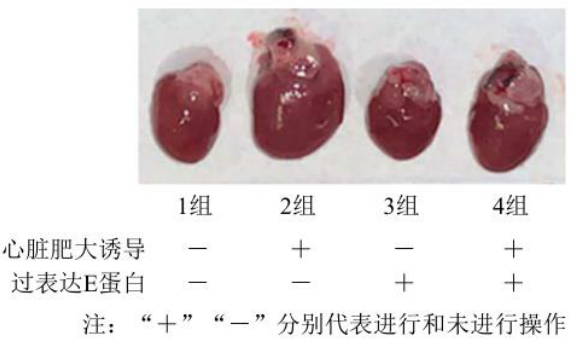 1组 2组 3组 4组
心脏肥大诱导 － ＋ － ＋
过表达E蛋白 － － ＋ ＋
注：“＋”“－”分别代表进行和未进行操作